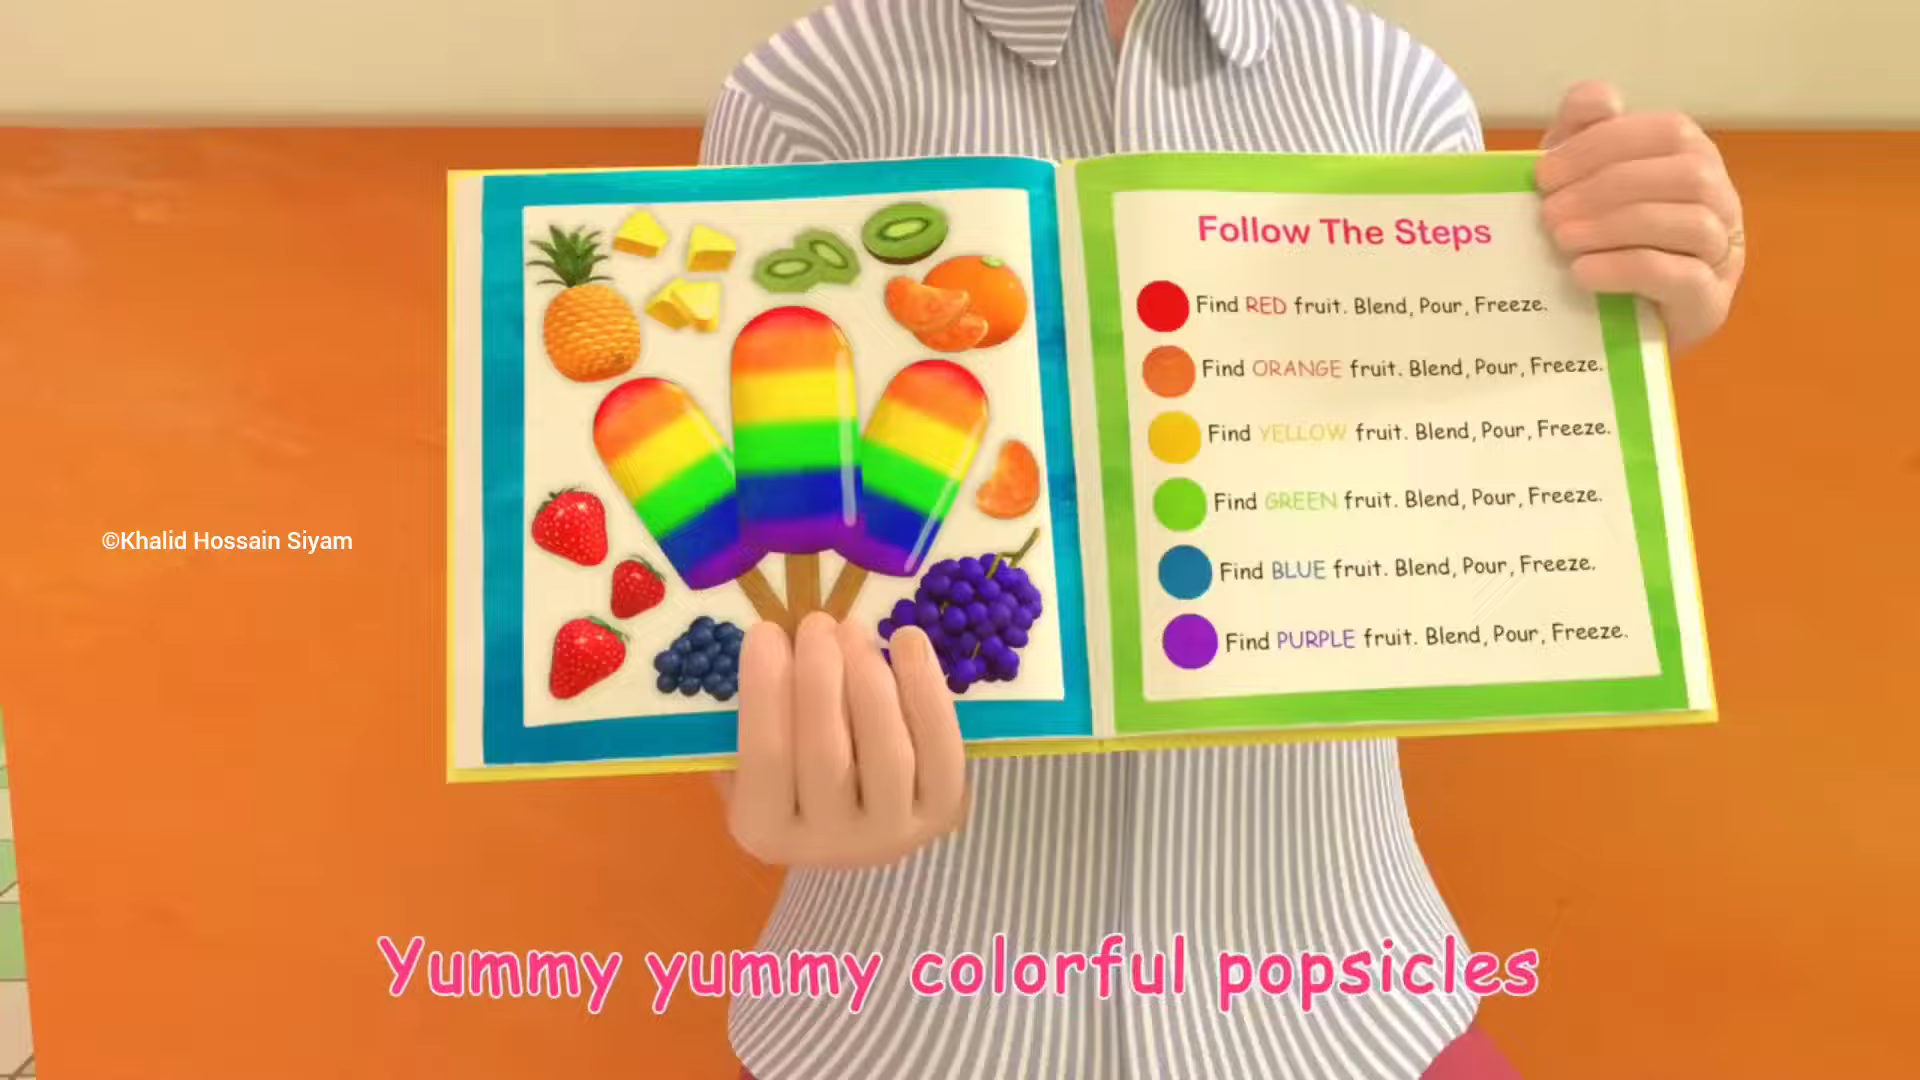 Follow The Steps
Find RED fruit. Blend, Pour, Freeze.
Find ORANGE fruit. Blend, Pour, Freeze.
Find YELLOW fruit. Blend, Pour, Freeze.
Find GREEN fruit. Blend, Pour, Freeze.
Find BLUE fruit. Blend, Pour, Freeze.
Find PURPLE fruit. Blend, Pour, Freeze.
©Khalid Hossain Siyam
Yummy yummy colorful popsicles